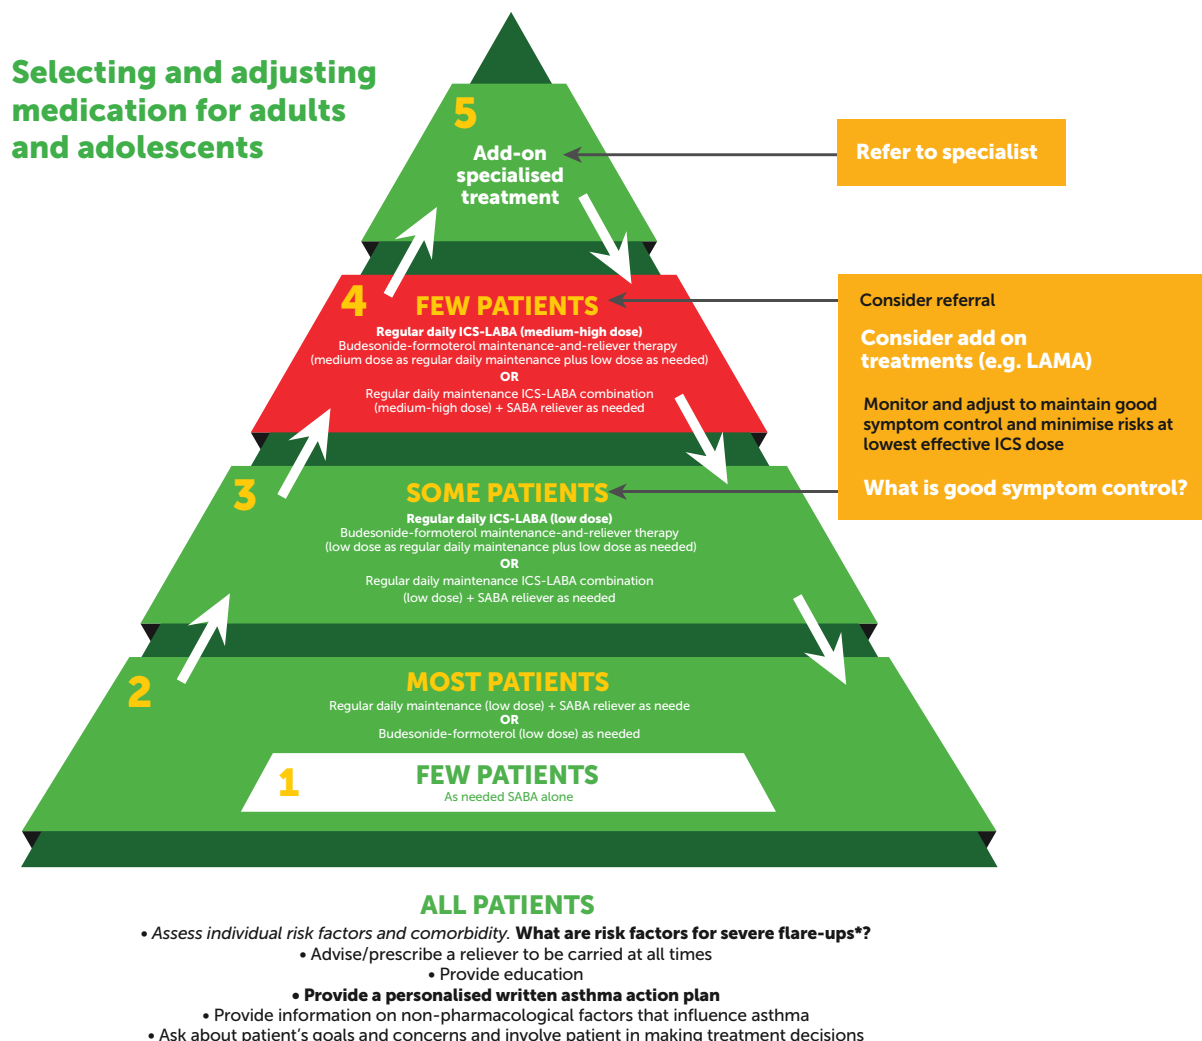 Selecting and adjusting
medication for adults
and adolescents
5
Add-on
specialised
treatment
Refer to specialist
4
FEW PATIENTS
Regular daily ICS-LABA (medium-high dose)
Budesonide-formoterol maintenance-and-reliever therapy
(medium dose as regular daily maintenance plus low dose as needed)
OR
Regular daily maintenance ICS-LABA combination
(medium-high dose) + SABA reliever as needed
Consider referral
Consider add on
treatments (e.g. LAMA)
Monitor and adjust to maintain good
symptom control and minimise risks at
lowest effective ICS dose
What is good symptom control?
3
SOME PATIENTS
Regular daily ICS-LABA (low dose)
Budesonide-formoterol maintenance-and-reliever therapy
(low dose as regular daily maintenance plus low dose as needed)
OR
Regular daily maintenance ICS-LABA combination
(low dose) + SABA reliever as needed
2
MOST PATIENTS
Regular daily maintenance (low dose) + SABA reliever as neede
OR
Budesonide-formoterol (low dose) as needed
1
FEW PATIENTS
As needed SABA alone
ALL PATIENTS
• Assess individual risk factors and comorbidity. What are risk factors for severe flare-ups*?
• Advise/prescribe a reliever to be carried at all times
• Provide education
• Provide a personalised written asthma action plan
• Provide information on non-pharmacological factors that influence asthma
• Ask about patient's goals and concerns and involve patient in making treatment decisions